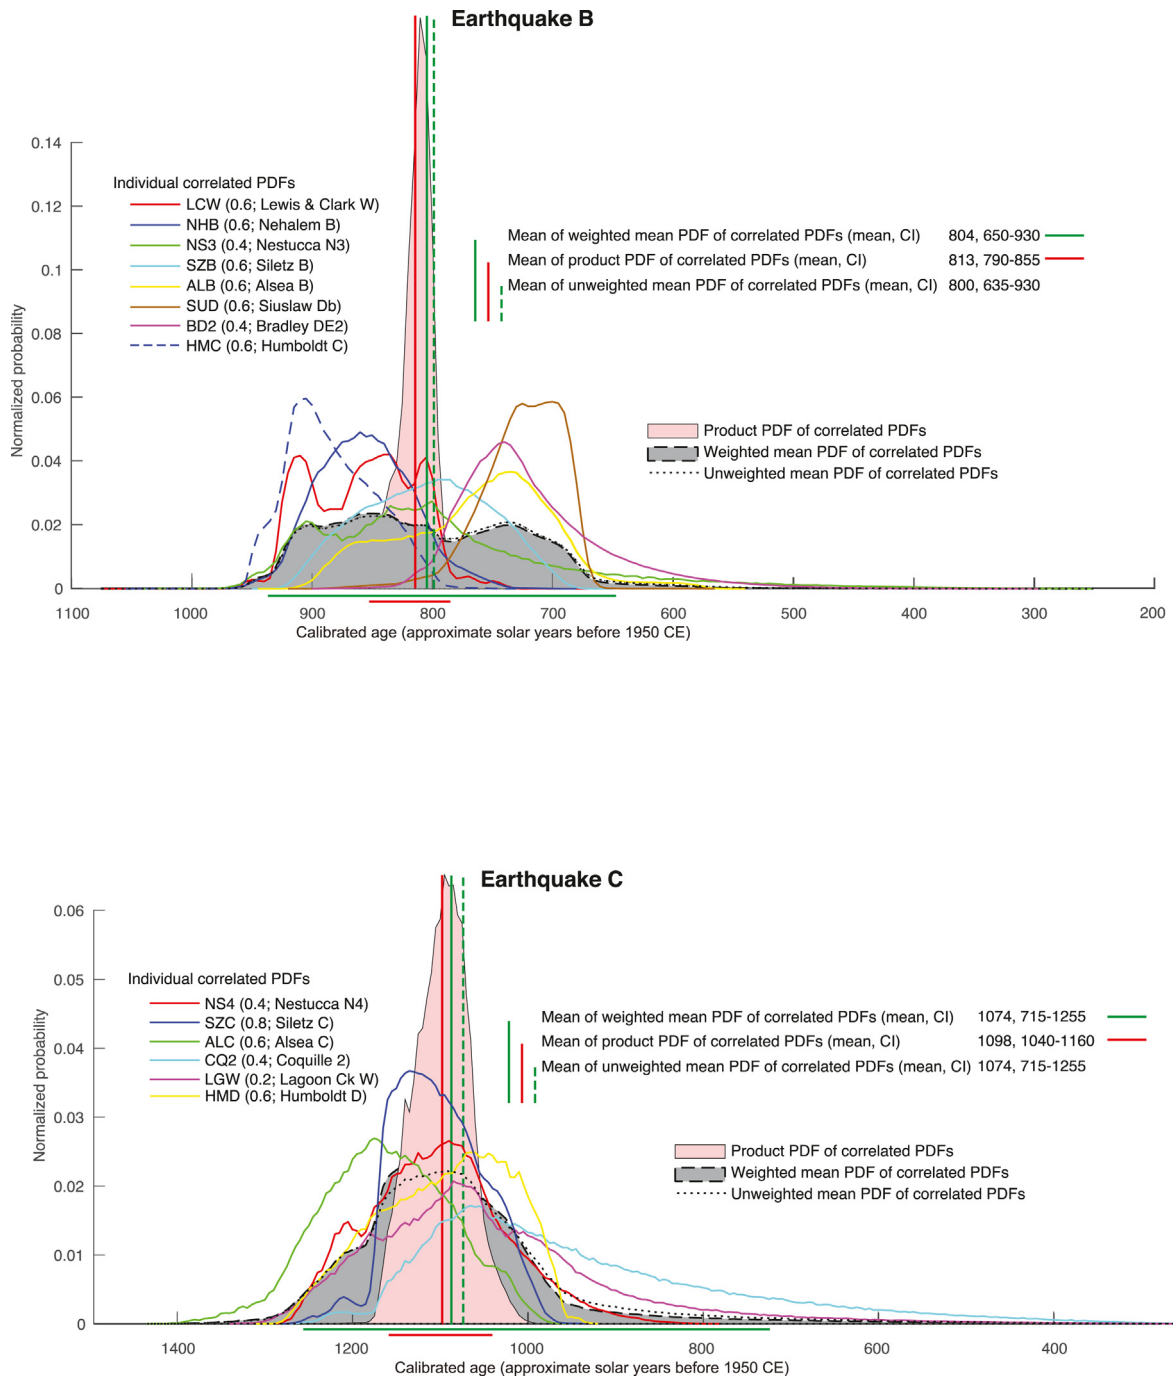 Earthquake B
0.14
0.12
0.1
0.08
0.06
0.04
0.02
0
Normalized probability
Individual correlated PDFs
LCW (0.6; Lewis & Clark W)
NHB (0.6; Nehalem B)
NS3 (0.4; Nestucca N3)
SZB (0.6; Siletz B)
ALB (0.6; Alsea B)
SUD (0.6; Siuslaw Db)
BD2 (0.4; Bradley DE2)
HMC (0.6; Humboldt C)
Mean of weighted mean PDF of correlated PDFs (mean, CI) 804, 650-930
Mean of product PDF of correlated PDFs (mean, CI) 813, 790-855
Mean of unweighted mean PDF of correlated PDFs (mean, CI) 800, 635-930
Product PDF of correlated PDFs
Weighted mean PDF of correlated PDFs
Unweighted mean PDF of correlated PDFs
1100 1000 900 800 700 600 500 400 300 200
Calibrated age (approximate solar years before 1950 CE)
Earthquake C
0.06
0.05
0.04
0.03
0.02
0.01
0
Normalized probability
Individual correlated PDFs
NS4 (0.4; Nestucca N4)
SZC (0.8; Siletz C)
ALC (0.6; Alsea C)
CQ2 (0.4; Coquille 2)
LGW (0.2; Lagoon Ck W)
HMD (0.6; Humboldt D)
Mean of weighted mean PDF of correlated PDFs (mean, CI) 1074, 715-1255
Mean of product PDF of correlated PDFs (mean, CI) 1098, 1040-1160
Mean of unweighted mean PDF of correlated PDFs (mean, CI) 1074, 715-1255
Product PDF of correlated PDFs
Weighted mean PDF of correlated PDFs
Unweighted mean PDF of correlated PDFs
1400 1200 1000 800 600 400
Calibrated age (approximate solar years before 1950 CE)